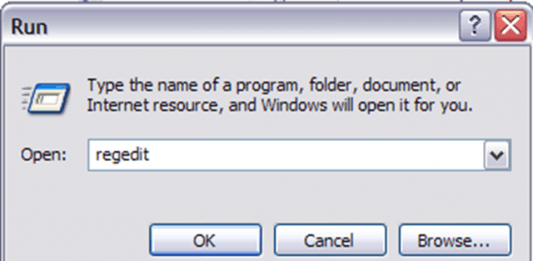 Run
Type the name of a program, folder, document, or
Internet resource, and Windows will open it for you.
Open: regedit
OK Cancel Browse...